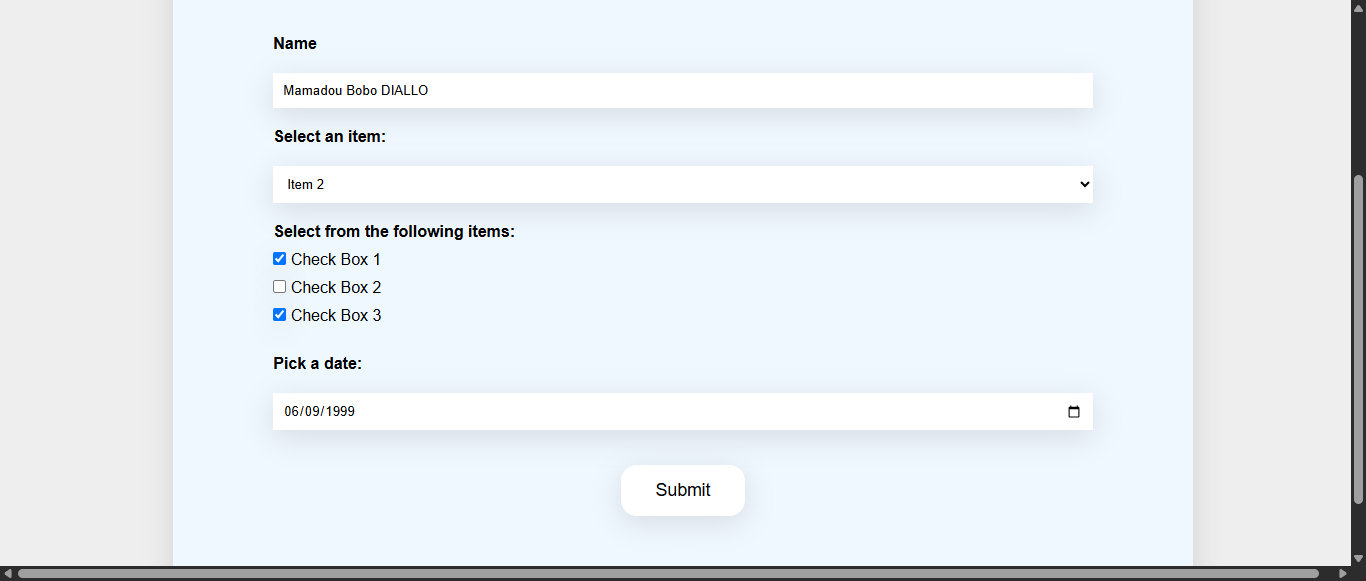 Name
Mamadou Bobo DIALLO
Select an item:
Item 2
Select from the following items:
Check Box 1
Check Box 2
Check Box 3
Pick a date:
06/09/1999
Submit